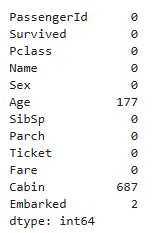 PassengerId 0
Survived 0
Pclass 0
Name 0
Sex 0
Age 177
SibSp 0
Parch 0
Ticket 0
Fare 0
Cabin 687
Embarked 2
dtype: int64